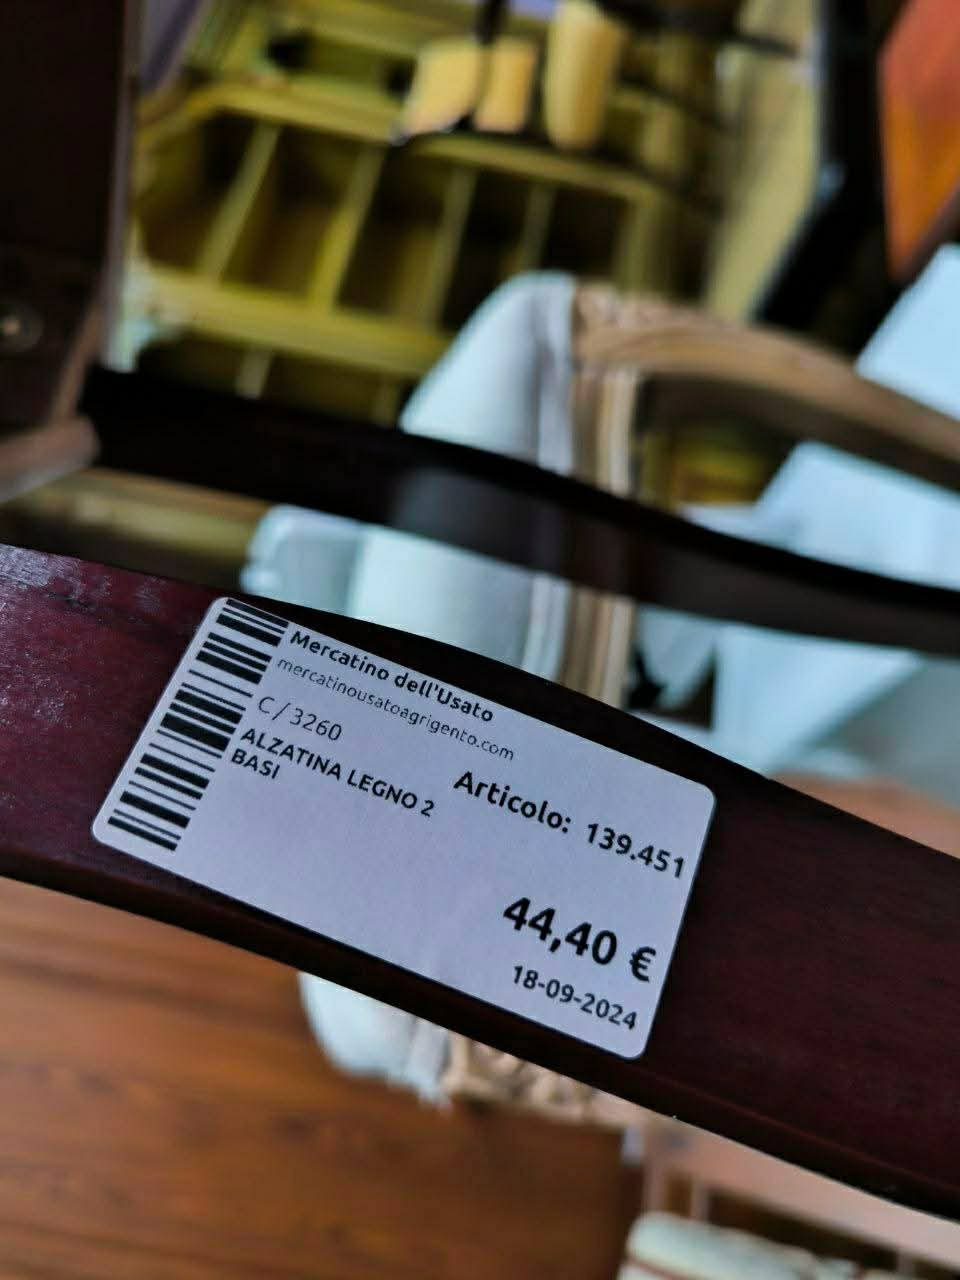 Mercatino dell'Usato
mercatinousatoagrigento.com
C/3260
Articolo: 139.451
ALZATINA LEGNO 2
BASI
44,40 €
18-09-2024